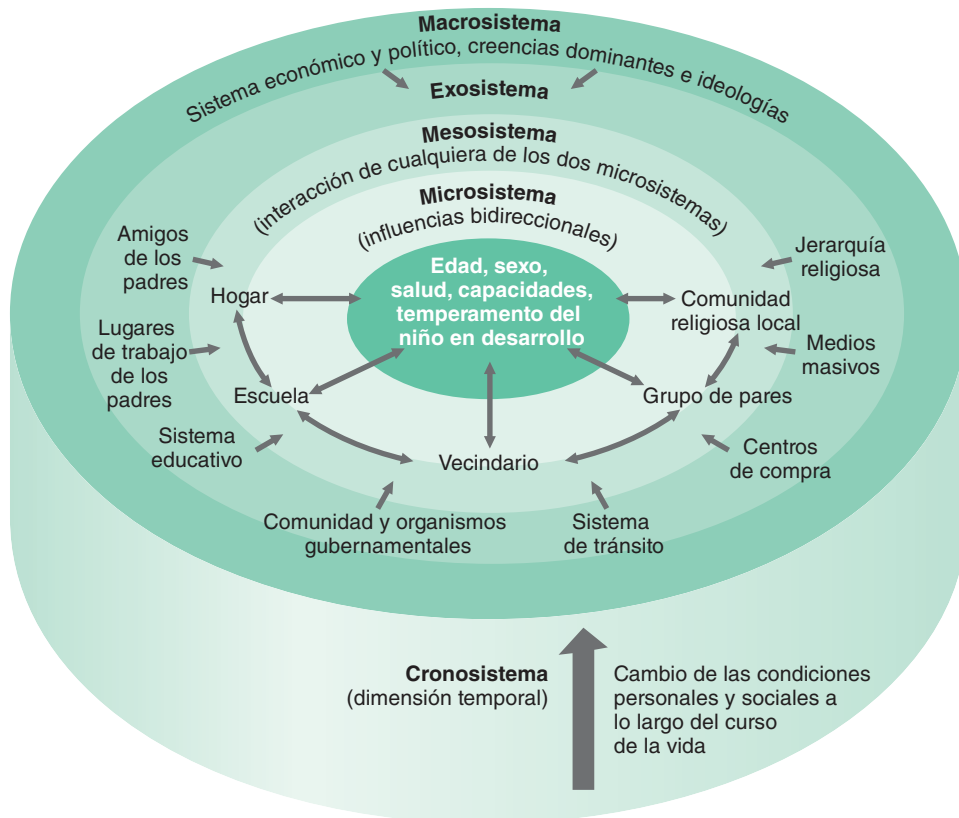 Macrosistema
Sistema económico y político, creencias dominantes e ideologías
Exosistema
Mesosistema
(interacción de cualquiera de los dos microsistemas)
Microsistema
(influencias bidireccionales)
Edad, sexo,
salud, capacidades,
temperamento del
niño en desarrollo
Amigos
de los
padres
Hogar
Lugares
de trabajo
de los
padres
Escuela
Sistema
educativo
Vecindario
Comunidad y organismos
gubernamentales
Sistema
de tránsito
Jerarquía
religiosa
Comunidad
religiosa local
Medios
masivos
Grupo de pares
Centros
de compra
Cronosistema
(dimensión temporal)
Cambio de las condiciones
personales y sociales a
lo largo del curso
de la vida